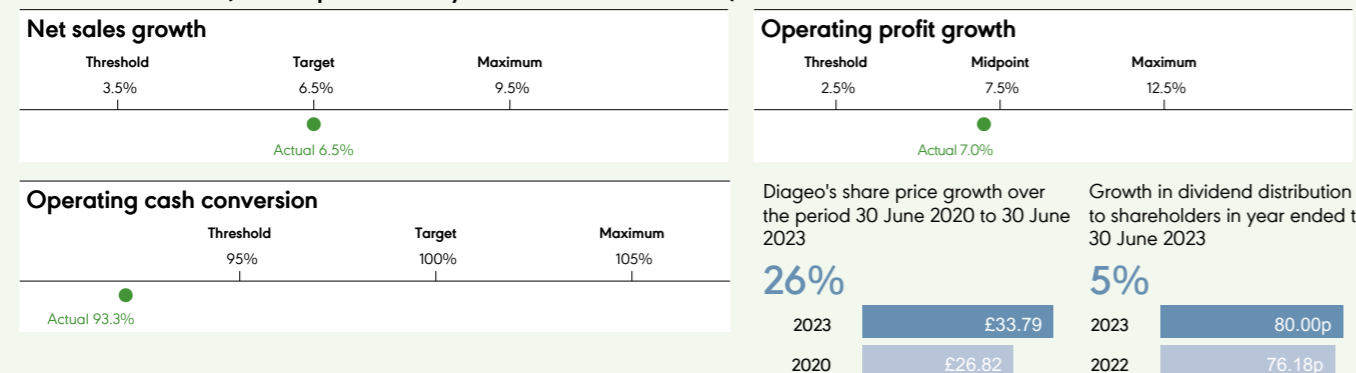 Net sales growth
Threshold Target Maximum
3.5% 6.5% 9.5%
Actual 6.5%
Operating profit growth
Threshold Midpoint Maximum
2.5% 7.5% 12.5%
Actual 7.0%
Operating cash conversion
Threshold Target Maximum
95% 100% 105%
Actual 93.3%
Diageo's share price growth over
the period 30 June 2020 to 30 June
2023
26%
2023 £33.79
2020 £26.82
Growth in dividend distribution
to shareholders in year ended
30 June 2023
5%
2023 80.00p
2022 76.18p